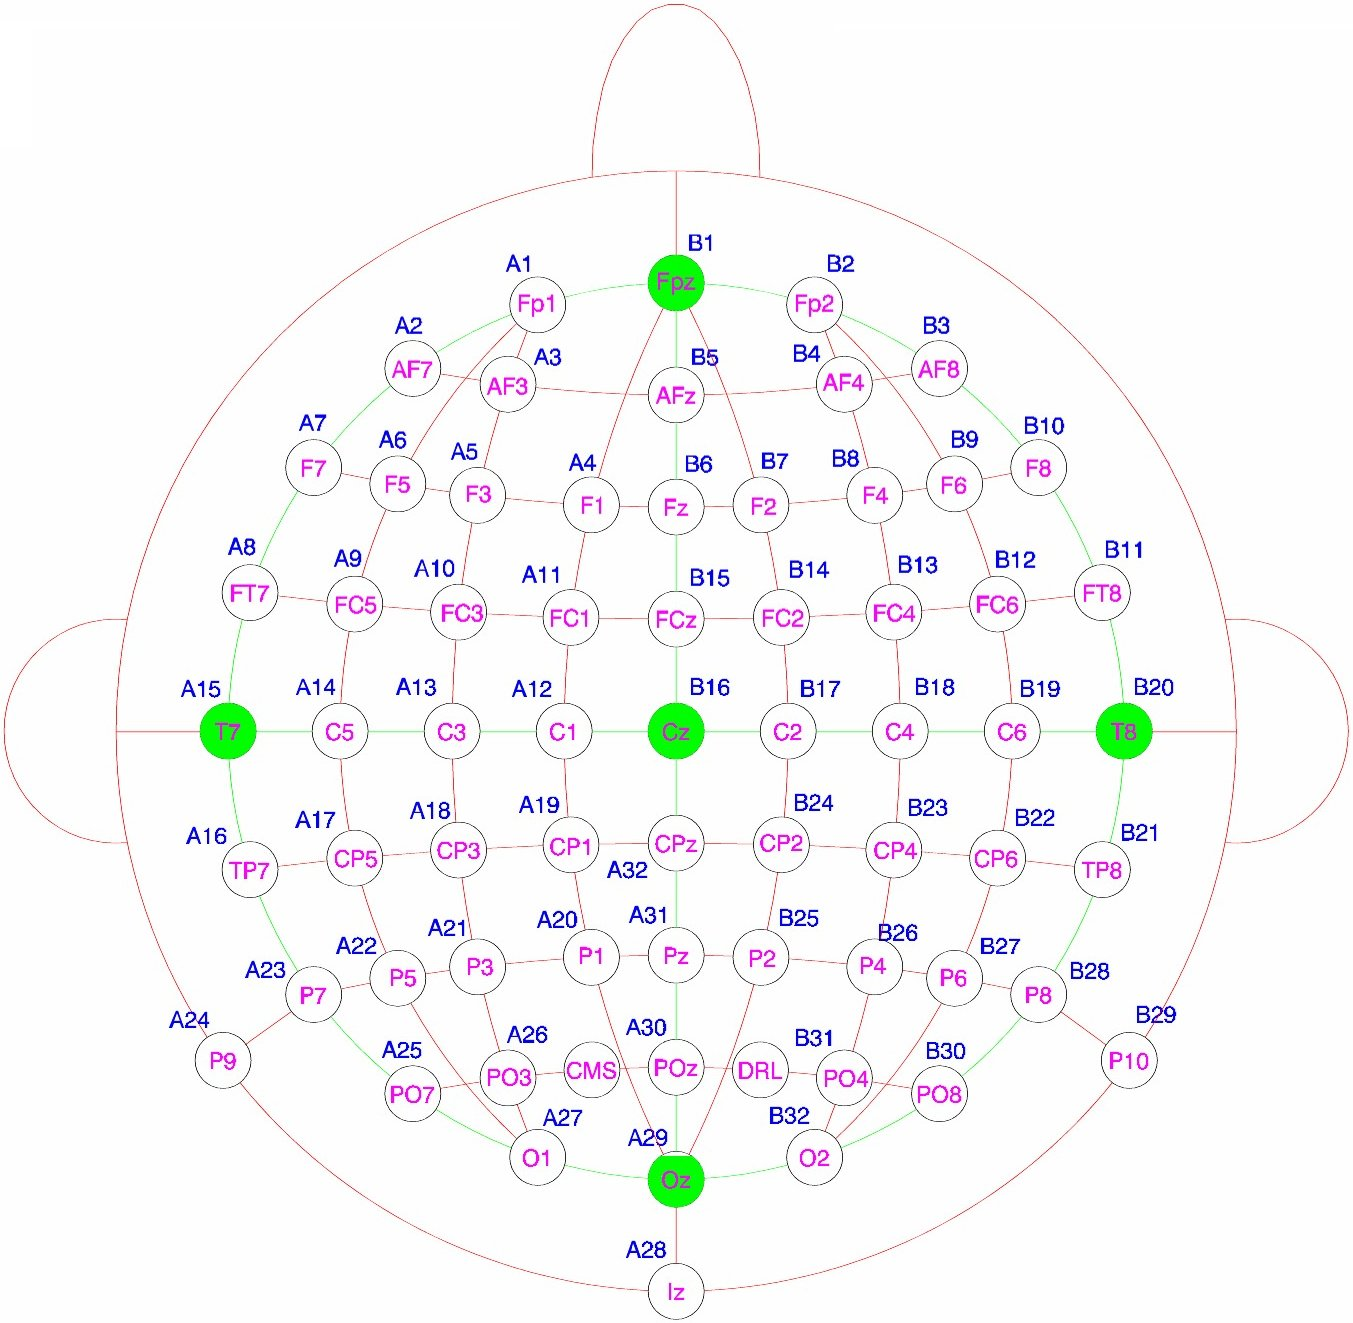 B1
A1 B2
Fpz
Fp1 Fp2
A2 B3
A3 B5 B4
AF7 AF8
AF3 AFz AF4
A7 B10
A6 B9
A5 A4 B6 B7 B8
F7 F8
F5 F3 F1 Fz F2 F4 F6
A8 B11
A9 A10 A11 B15 B14 B13 B12
FT7 FC5 FC3 FC1 FCz FC2 FC4 FC6 FT8
A15 A14 A13 A12 B16 B17 B18 B19 B20
T7 C5 C3 C1 Cz C2 C4 C6 T8
A16 A17 A18 A19 B24 B23 B22 B21
TP7 CP5 CP3 CP1 CPz CP2 CP4 CP6 TP8
A32
A23 A22 A21 A20 A31 B25 B26 B27 B28
P7 P5 P3 P1 Pz P2 P4 P6 P8
A24 B29
A25 A26 A30 B31 B30
P9 P10
PO7 PO3 CMS POz DRL PO4 PO8
A27 A29 B32
O1 Oz O2
A28
Iz